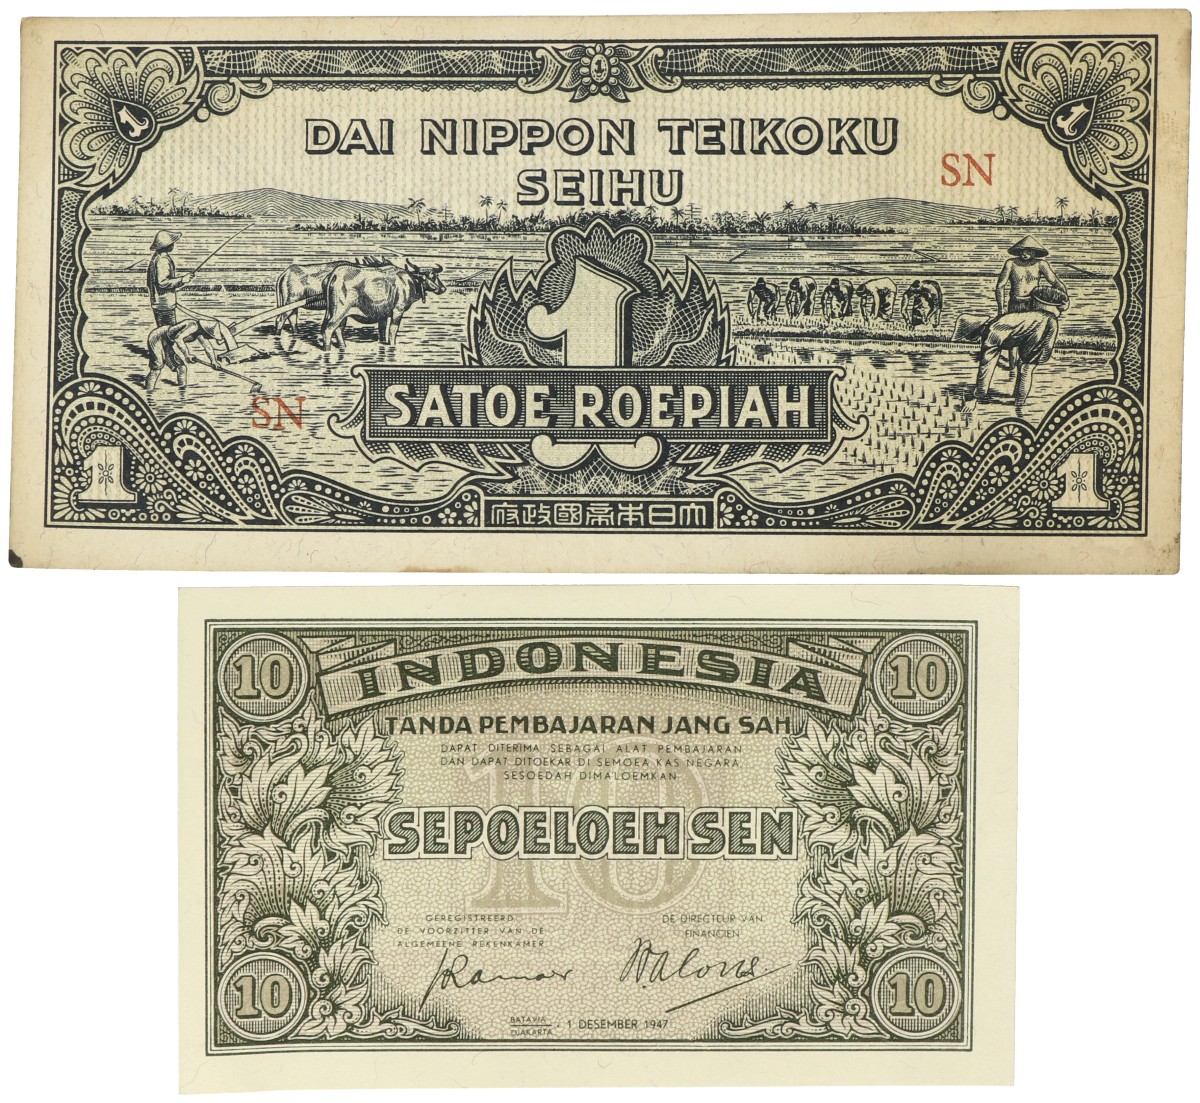 1
1
1
DAI NIPPON TEIKOKU
SEIHU
SN
1
SATOE ROEPIAH
SN
1
1
府政國帝本日大
10
10
INDONESIA
TANDA PEMBAJARAN JANG SAH
DAPAT DITERIMA SEBAGAI ALAT PEMBAJARAN
DAN DAPAT DITOEKAR DI SEMOEA KAS NEGARA
SESOEDAH DIMALOEMKAN
10
SEPOELOEH SEN
GEREGISTREERD
DE VOORZITTER VAN DE
ALGEMEENE REKENKAMER
DE DIRECTEUR VAN
FINANCIEN
10
10
BATAVIA
DJAKARTA , 1 DESEMBER 1947